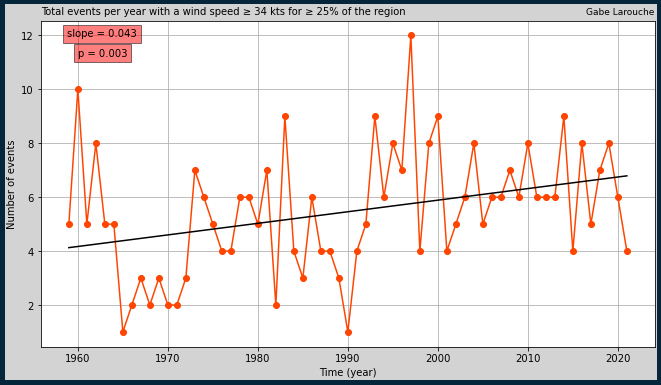 Total events per year with a wind speed ≥ 34 kts for ≥ 25% of the region
Gabe Larouche
slope = 0.043
p = 0.003
Number of events
12
10
8
6
4
2
1960 1970 1980 1990 2000 2010 2020
Time (year)